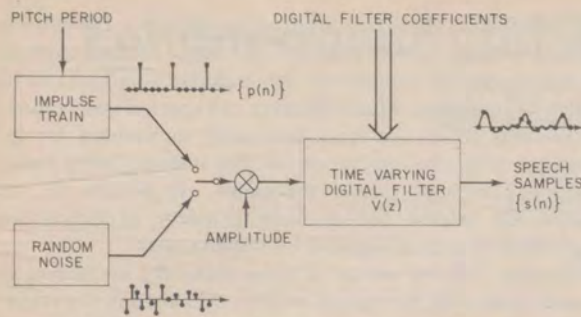 PITCH PERIOD
DIGITAL FILTER COEFFICIENTS
IMPULSE
TRAIN
{p(n)}
TIME VARYING
DIGITAL FILTER
V(z)
SPEECH
SAMPLES
{s(n)}
AMPLITUDE
RANDOM
NOISE